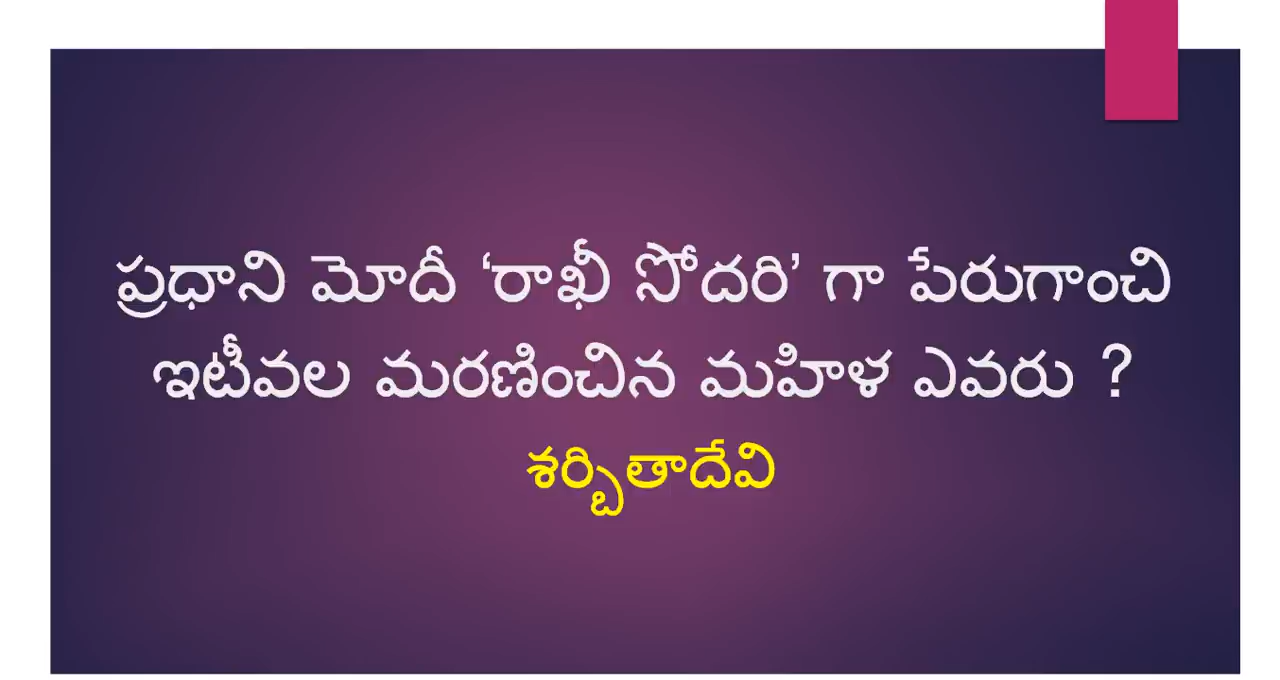 ప్రధాని మోదీ ‘రాఖీ సోదరి’ గా పేరుగాంచి
ఇటీవల మరణించిన మహిళ ఎవరు ?
శర్బితాదేవి